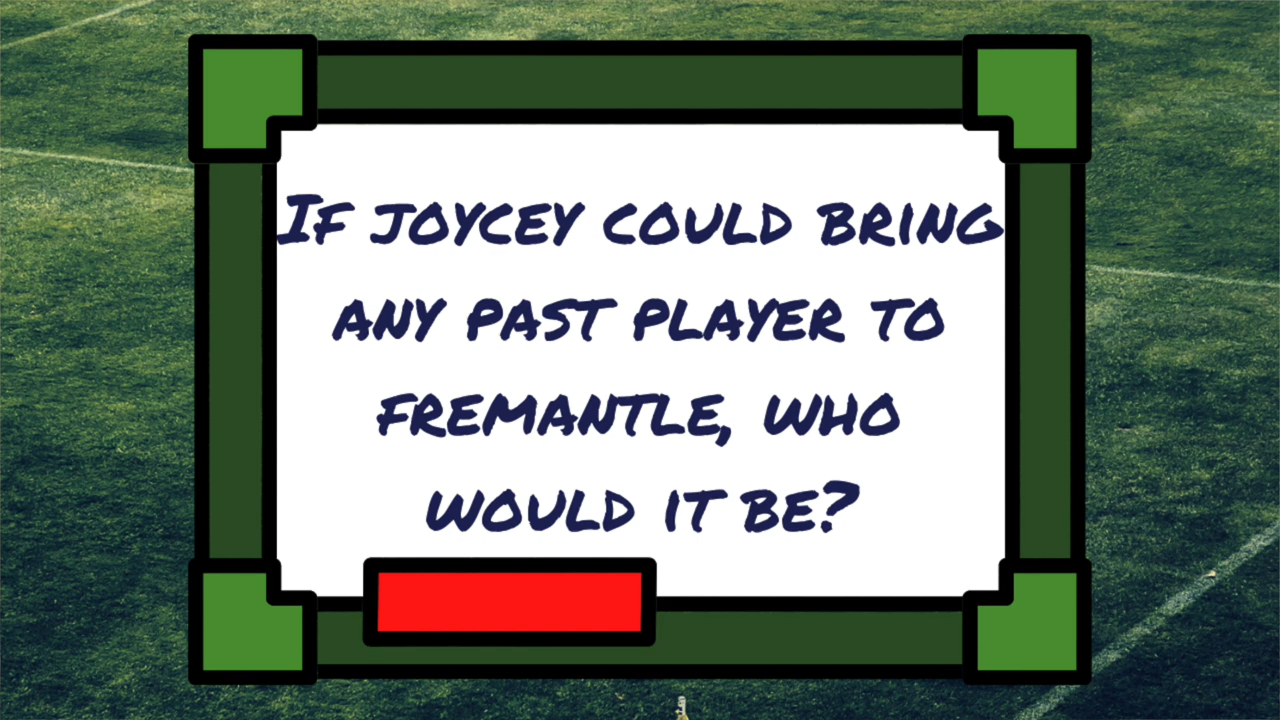 If joycey could bring
any past player to
fremantle, who
would it be?